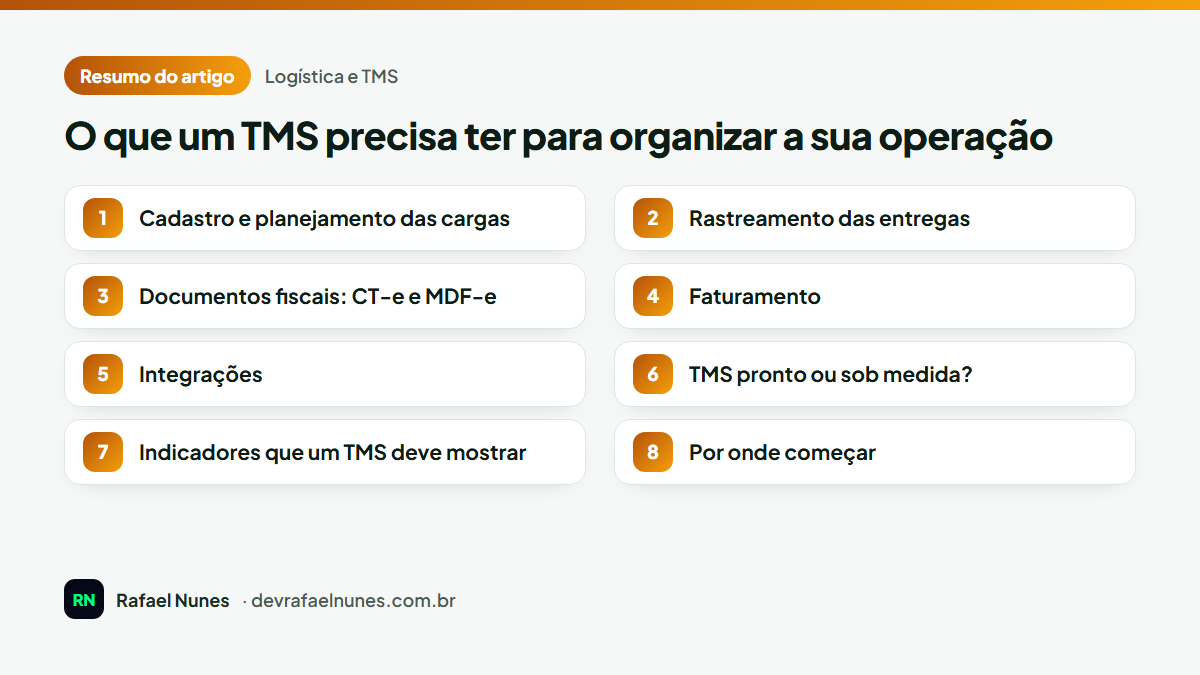 Resumo do artigo Logística e TMS
O que um TMS precisa ter para organizar a sua operação
1 Cadastro e planejamento das cargas
2 Rastreamento das entregas
3 Documentos fiscais: CT-e e MDF-e
4 Faturamento
5 Integrações
6 TMS pronto ou sob medida?
7 Indicadores que um TMS deve mostrar
8 Por onde começar
RN Rafael Nunes · devrafaelnunes.com.br